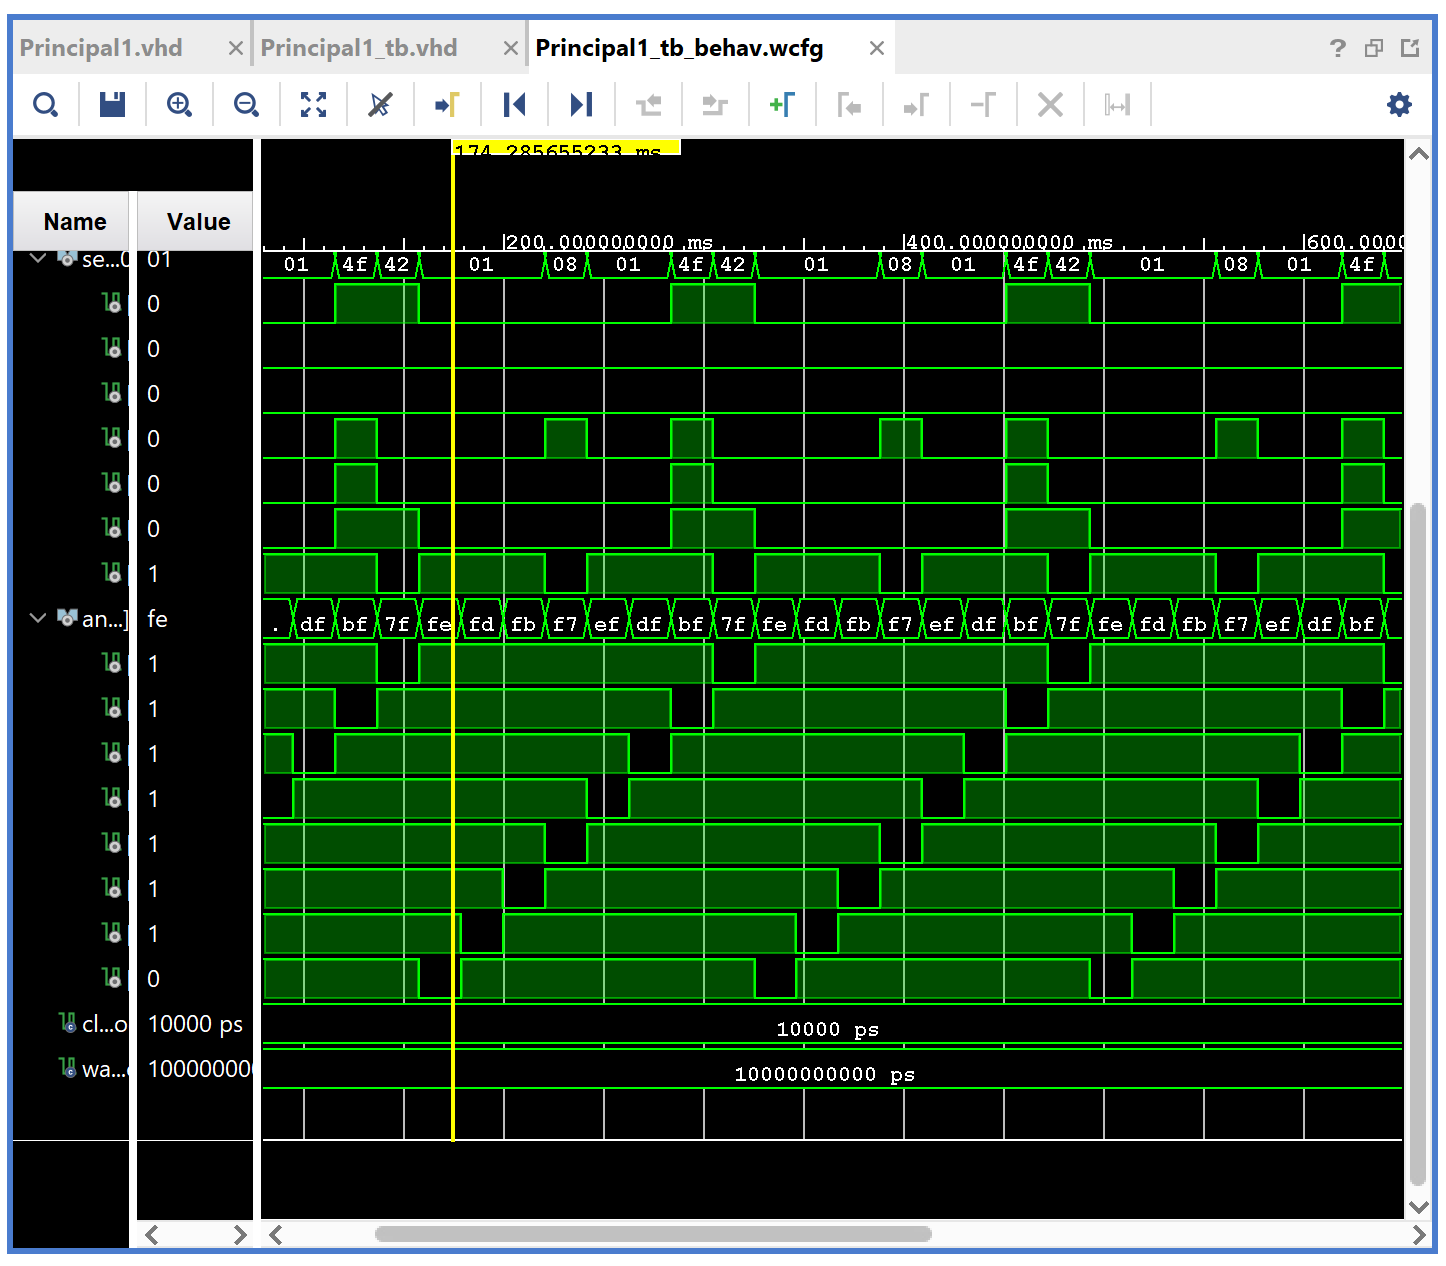 Principal1.vhd × Principal1_tb.vhd × Principal1_tb_behav.wcfg × ?
174.285655233 ms
Name Value
200.000000000 ms 400.000000000 ms 600.000
se...0 01 01 4f 42 01 08 01 4f 42 01 08 01 4f 42 01 08 01 4f
0
0
0
0
0
0
1
an...] fe . df bf 7f fe fd fb f7 ef df bf 7f fe fd fb f7 ef df bf 7f fe fd fb f7 ef df bf
1
1
1
1
1
1
1
0
cl...o 10000 ps 10000 ps
wa... 10000000 10000000000 ps